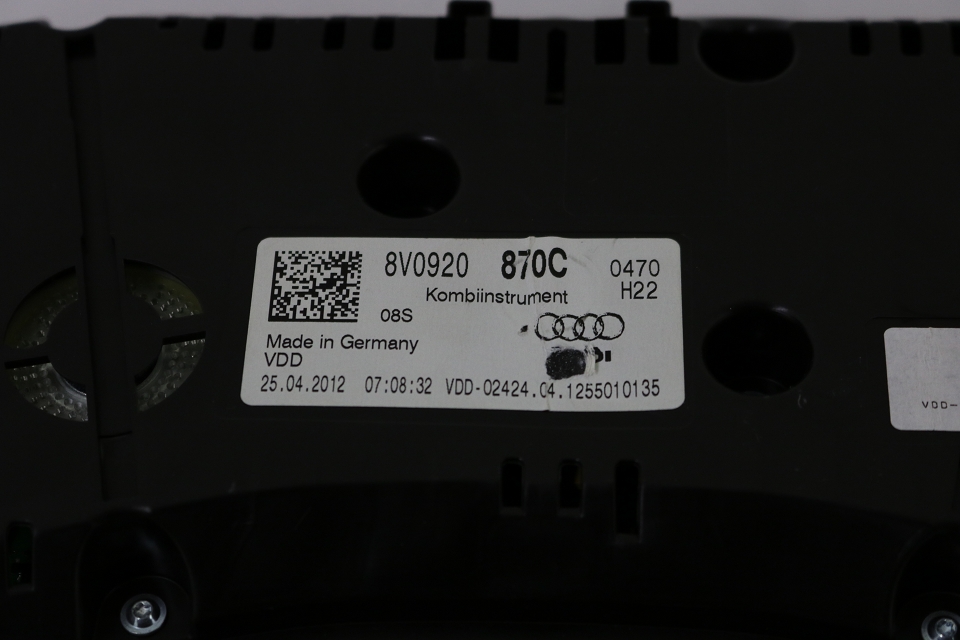 8V0920 870C 0470
Kombiinstrument H22
08S
Made in Germany
VDD
25.04.2012 07:08:32 VDD-02424.04.1255010135
VDD-